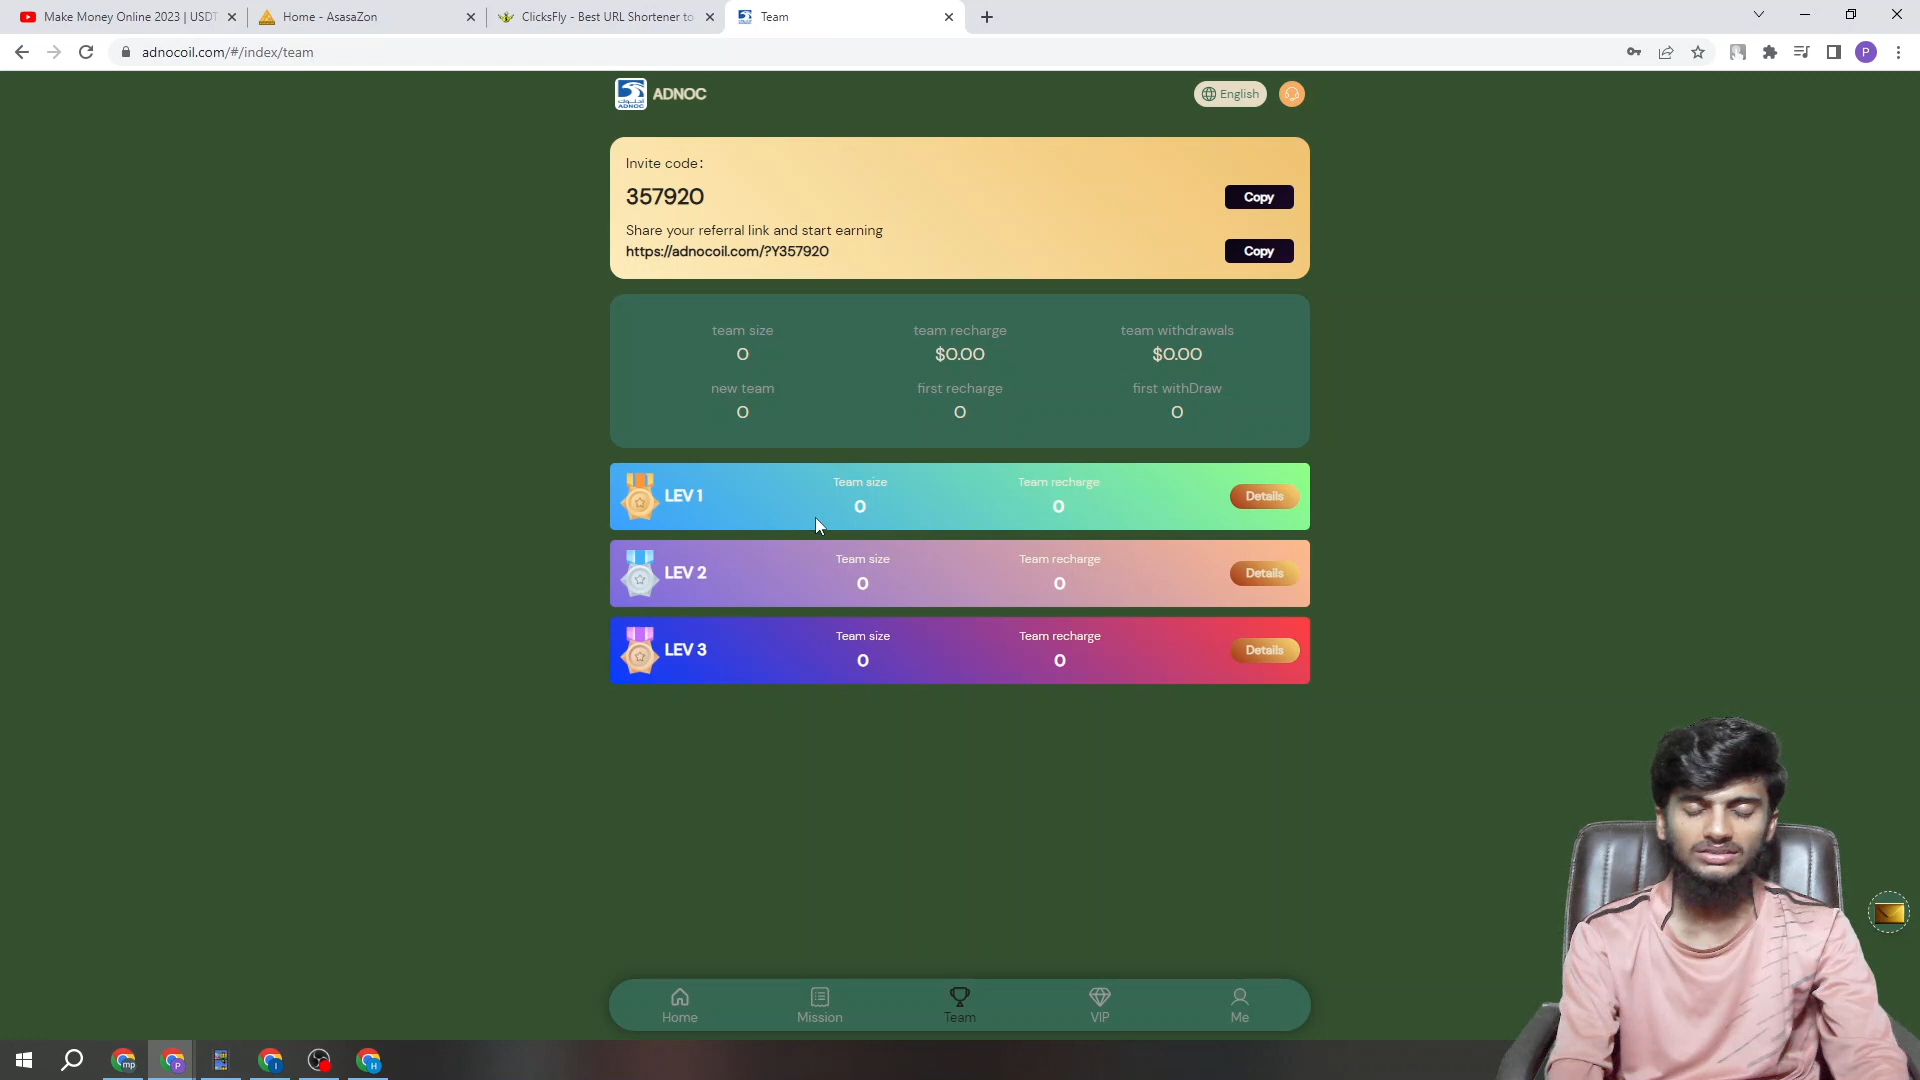 Make Money Online 2023 | USDT
Home - AsasaZon
ClicksFly - Best URL Shortener to
Team
adnocoil.com/#/index/team
P
ADNOC
English
Invite code:
357920
Copy
Share your referral link and start earning
https://adnocoil.com/?Y357920
Copy
team size
team recharge
team withdrawals
0
$0.00
$0.00
new team
first recharge
first withDraw
0
0
0
LEV 1
Team size
Team recharge
0
0
Details
LEV 2
Team size
Team recharge
0
0
Details
LEV 3
Team size
Team recharge
0
0
Details
Home
Mission
Team
VIP
Me
mp
P
I
H